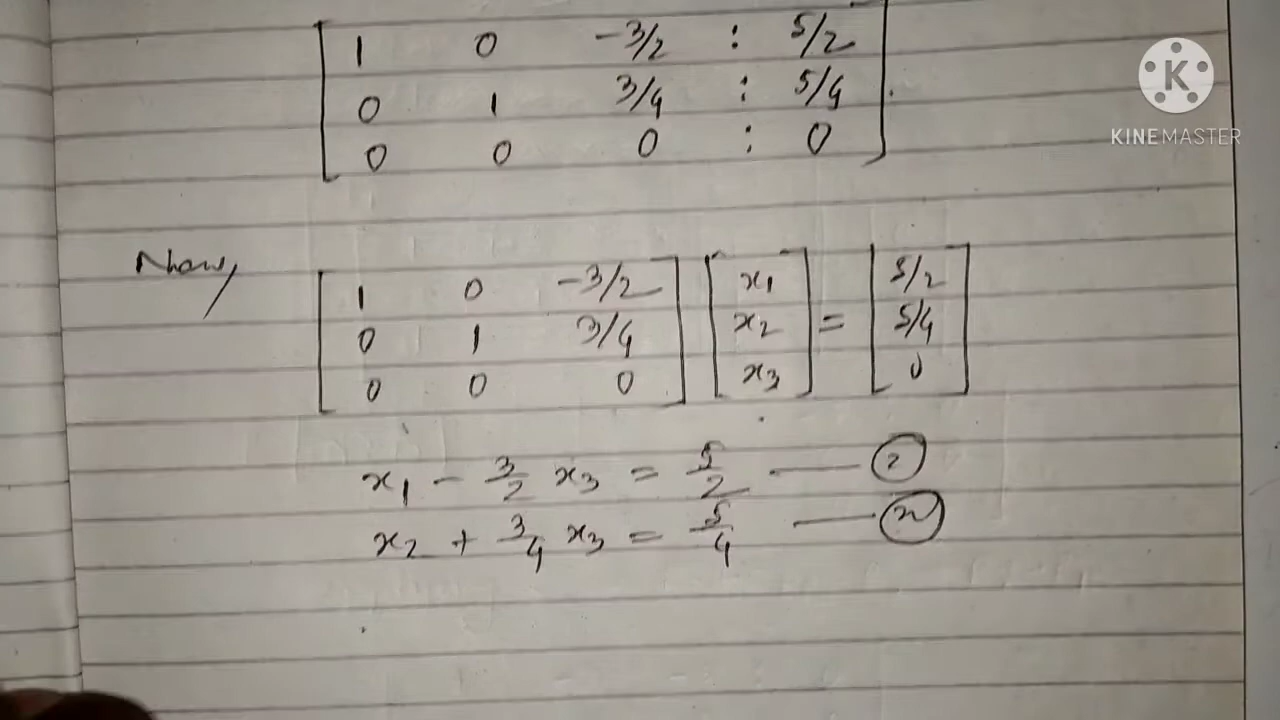 1 0 -3/2 : 5/2
0 1 3/4 : 5/4
0 0 0 : 0
K
KINEMASTER
Now,
1 0 -3/2 x1 5/2
0 1 3/4 x2 = 5/4
0 0 0 x3 0
x1 - 3/2 x3 = 5/2
x2 + 3/4 x3 = 5/4